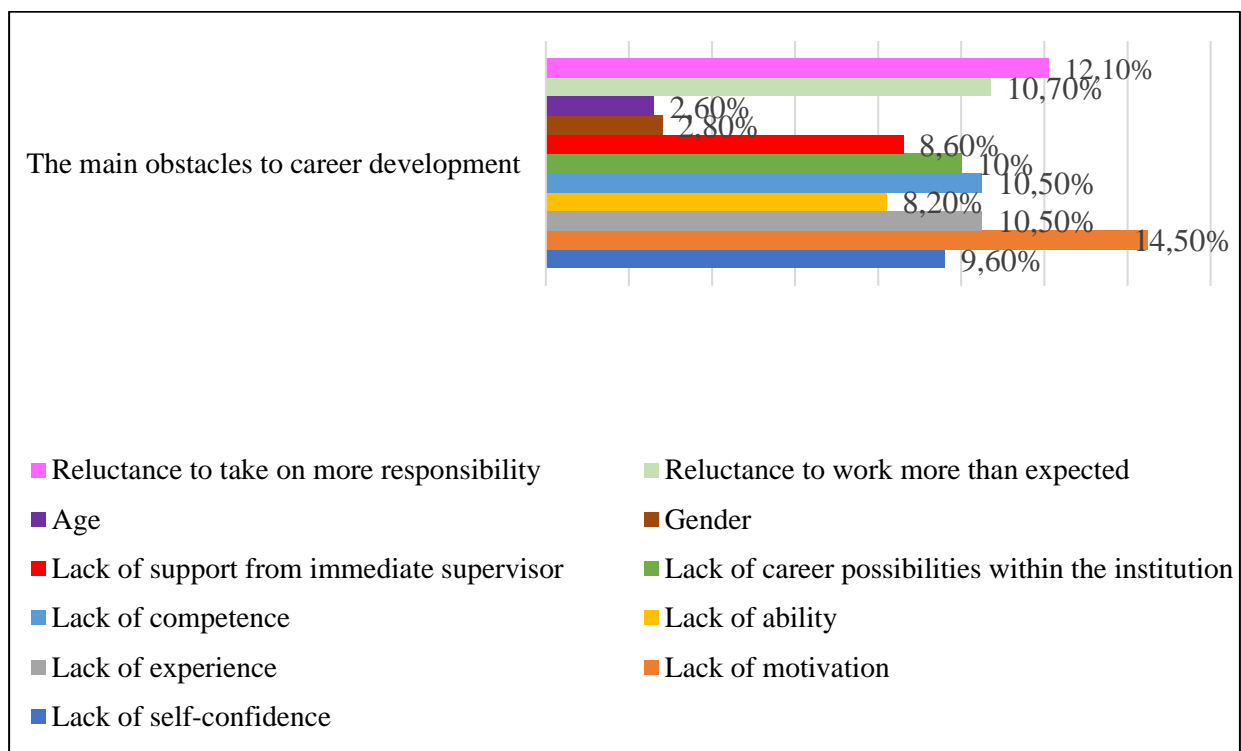 12,10%
10,70%
2,60%
2,80%
The main obstacles to career development
8,60%
10%
10,50%
8,20%
10,50%
14,50%
9,60%
Reluctance to take on more responsibility
Reluctance to work more than expected
Age
Gender
Lack of support from immediate supervisor
Lack of career possibilities within the institution
Lack of competence
Lack of ability
Lack of experience
Lack of motivation
Lack of self-confidence